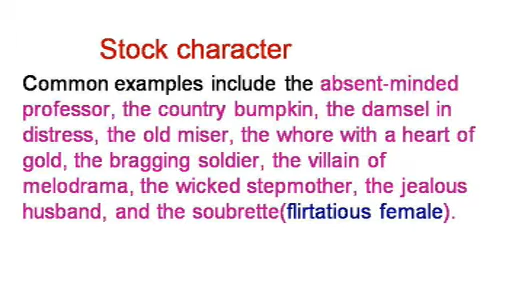 Stock character
Common examples include the absent-minded
professor, the country bumpkin, the damsel in
distress, the old miser, the whore with a heart of
gold, the bragging soldier, the villain of
melodrama, the wicked stepmother, the jealous
husband, and the soubrette(flirtatious female).